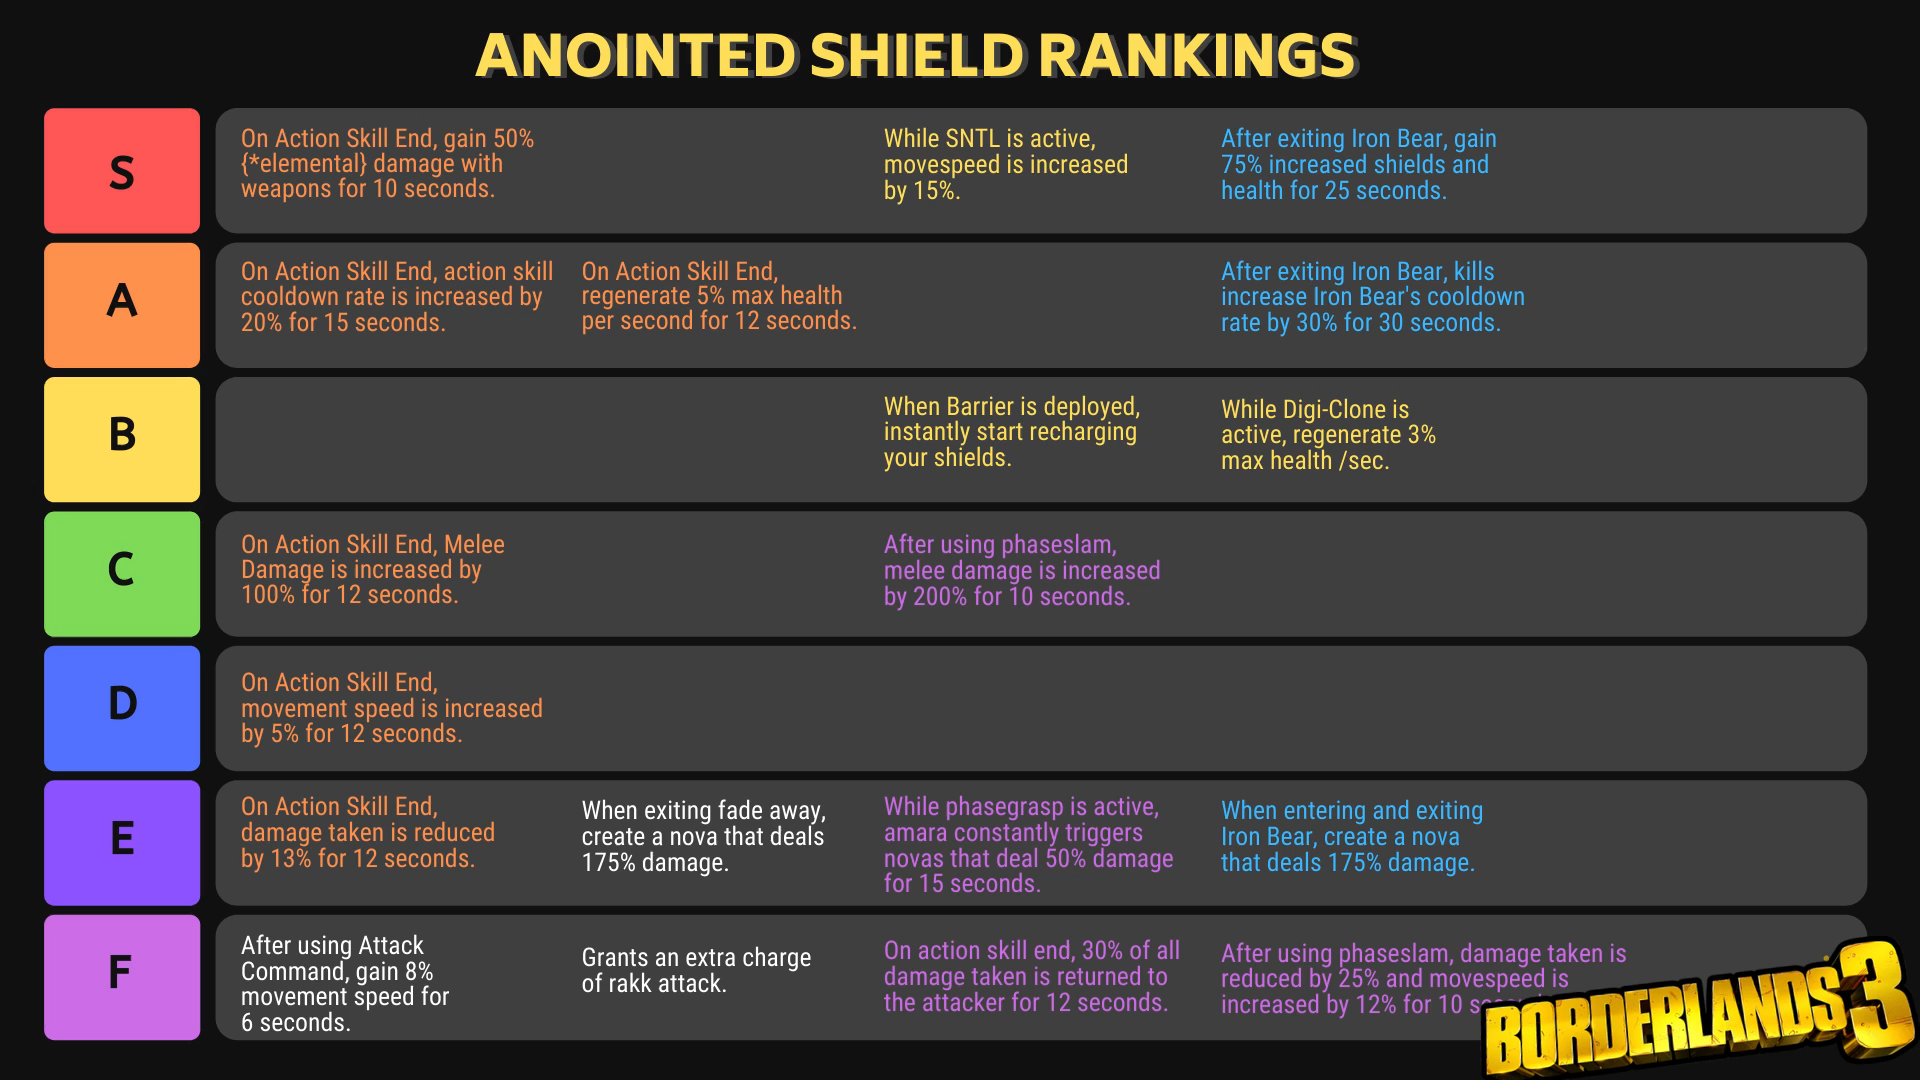 ANOINTED SHIELD RANKINGS
S
On Action Skill End, gain 50%
{*elemental} damage with
weapons for 10 seconds.
While SNTL is active,
movespeed is increased
by 15%.
After exiting Iron Bear, gain
75% increased shields and
health for 25 seconds.
A
On Action Skill End, action skill
cooldown rate is increased by
20% for 15 seconds.
On Action Skill End,
regenerate 5% max health
per second for 12 seconds.
After exiting Iron Bear, kills
increase Iron Bear's cooldown
rate by 30% for 30 seconds.
B
When Barrier is deployed,
instantly start recharging
your shields.
While Digi-Clone is
active, regenerate 3%
max health /sec.
C
On Action Skill End, Melee
Damage is increased by
100% for 12 seconds.
After using phaseslam,
melee damage is increased
by 200% for 10 seconds.
D
On Action Skill End,
movement speed is increased
by 5% for 12 seconds.
E
On Action Skill End,
damage taken is reduced
by 13% for 12 seconds.
When exiting fade away,
create a nova that deals
175% damage.
While phasegrasp is active,
amara constantly triggers
novas that deal 50% damage
for 15 seconds.
When entering and exiting
Iron Bear, create a nova
that deals 175% damage.
F
After using Attack
Command, gain 8%
movement speed for
6 seconds.
Grants an extra charge
of rakk attack.
On action skill end, 30% of all
damage taken is returned to
the attacker for 12 seconds.
After using phaseslam, damage taken is
reduced by 25% and movespeed is
increased by 12% for 10
BORDERLANDS 3